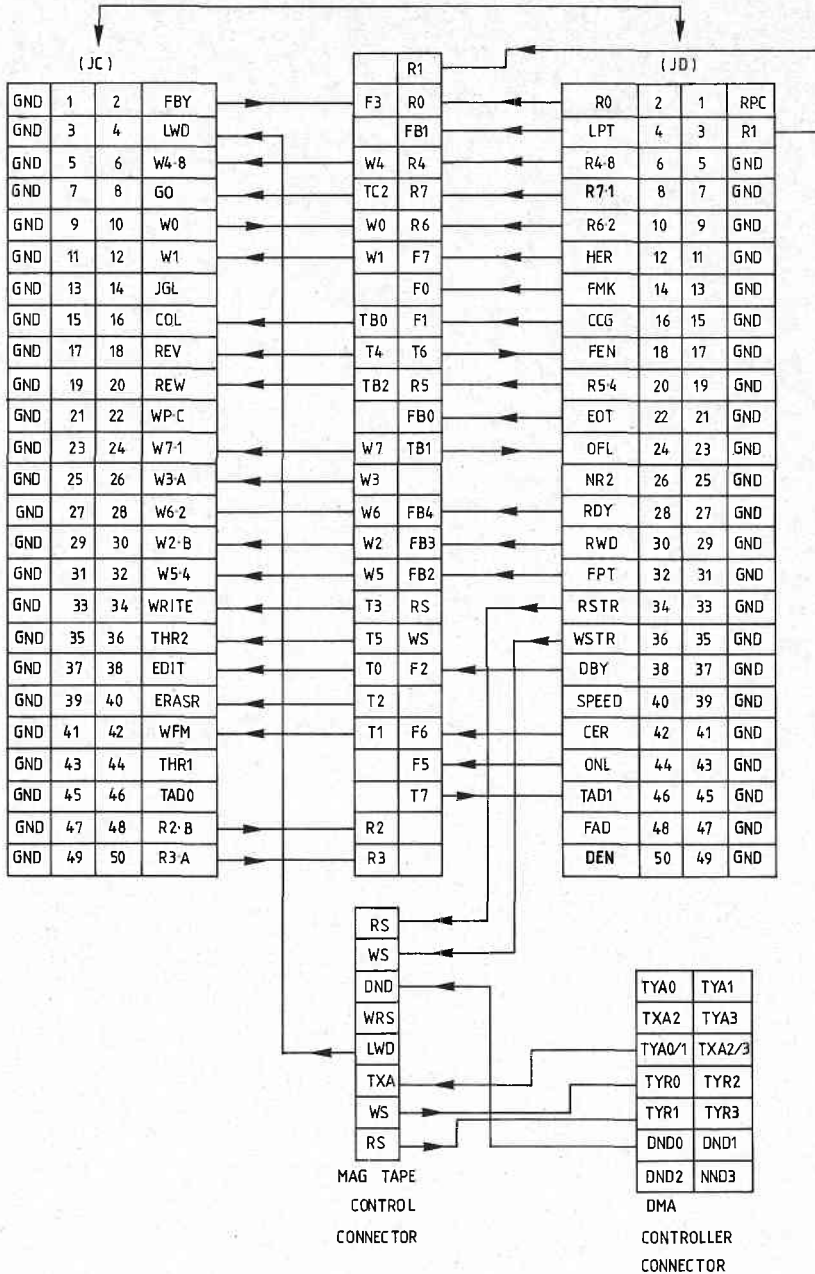 (JC) (JD)
R1
GND 1 2 FBY F3 R0 R0 2 1 RPC
GND 3 4 LWD FB1 LPT 4 3 R1
GND 5 6 W4·8 W4 R4 R4·8 6 5 GND
GND 7 8 GO TC2 R7 R7·1 8 7 GND
GND 9 10 W0 W0 R6 R6·2 10 9 GND
GND 11 12 W1 W1 F7 HER 12 11 GND
GND 13 14 JGL F0 FMK 14 13 GND
GND 15 16 COL TB0 F1 CCG 16 15 GND
GND 17 18 REV T4 T6 FEN 18 17 GND
GND 19 20 REW TB2 R5 R5·4 20 19 GND
GND 21 22 WP·C FB0 EOT 22 21 GND
GND 23 24 W7·1 W7 TB1 OFL 24 23 GND
GND 25 26 W3·A W3 NR2 26 25 GND
GND 27 28 W6·2 W6 FB4 RDY 28 27 GND
GND 29 30 W2·B W2 FB3 RWD 30 29 GND
GND 31 32 W5·4 W5 FB2 FPT 32 31 GND
GND 33 34 WRITE T3 RS RSTR 34 33 GND
GND 35 36 THR2 T5 WS WSTR 36 35 GND
GND 37 38 EDIT T0 F2 DBY 38 37 GND
GND 39 40 ERASR T2 SPEED 40 39 GND
GND 41 42 WFM T1 F6 CER 42 41 GND
GND 43 44 THR1 F5 ONL 44 43 GND
GND 45 46 TAD0 T7 TAD1 46 45 GND
GND 47 48 R2·B R2 FAD 48 47 GND
GND 49 50 R3·A R3 DEN 50 49 GND
RS
WS
DND
WRS
LWD
TXA
WS
RS
MAG TAPE
CONTROL
CONNECTOR
TYA0 TYA1
TXA2 TYA3
TYA0/1 TXA2/3
TYR0 TYR2
TYR1 TYR3
DND0 DND1
DND2 NND3
DMA
CONTROLLER
CONNECTOR